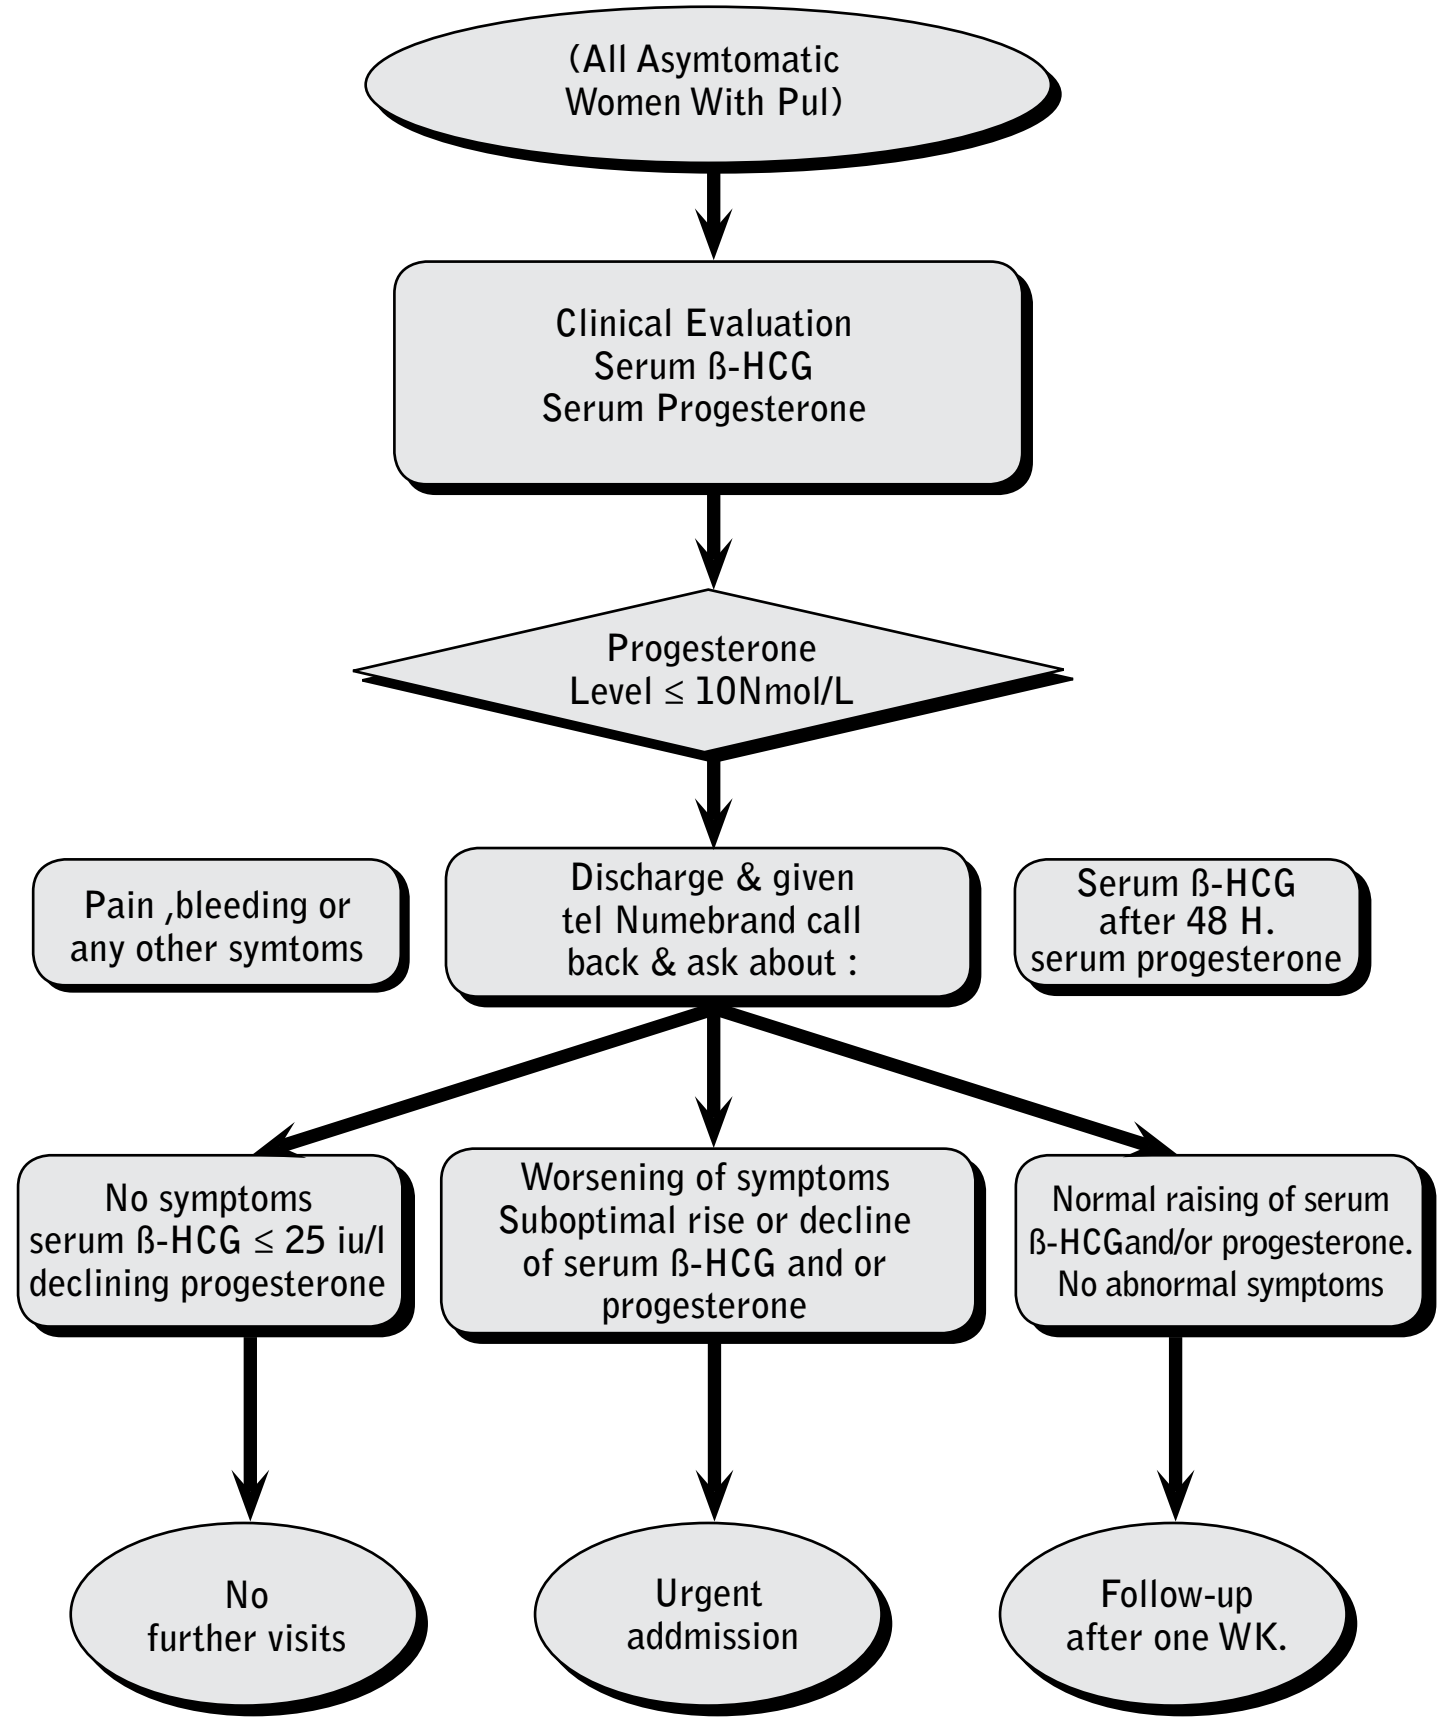 (All Asymtomatic
Women With Pul)
Clinical Evaluation
Serum ß-HCG
Serum Progesterone
Progesterone
Level ≤ 10Nmol/L
Pain ,bleeding or
any other symtoms
Discharge & given
tel Numebrand call
back & ask about :
Serum ß-HCG
after 48 H.
serum progesterone
No symptoms
serum ß-HCG ≤ 25 iu/l
declining progesterone
Worsening of symptoms
Suboptimal rise or decline
of serum ß-HCG and or
progesterone
Normal raising of serum
ß-HCGand/or progesterone.
No abnormal symptoms
No
further visits
Urgent
addmission
Follow-up
after one WK.